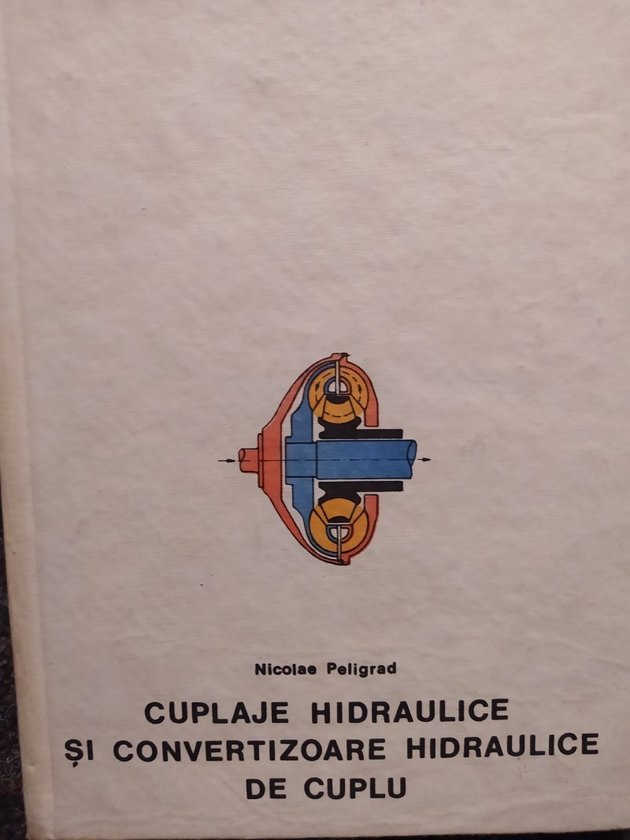 Nicolae Peligrad
CUPLAJE HIDRAULICE
ȘI CONVERTIZOARE HIDRAULICE
DE CUPLU